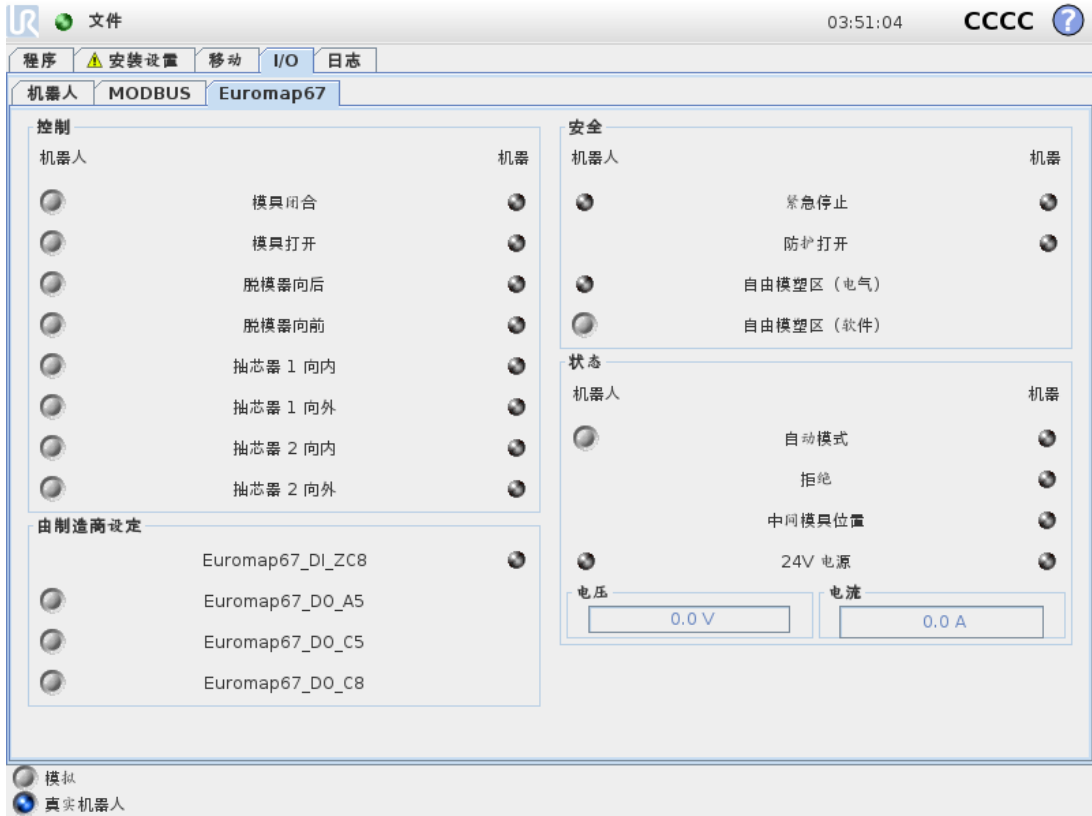 UR 文件 03:51:04 CCCC ?
程序 安装设置 移动 I/O 日志
机器人 MODBUS Euromap67
控制
机器人 机器
模具闭合
模具打开
脱模器向后
脱模器向前
抽芯器 1 向内
抽芯器 1 向外
抽芯器 2 向内
抽芯器 2 向外
由制造商设定
Euromap67_DI_ZC8
Euromap67_DO_A5
Euromap67_DO_C5
Euromap67_DO_C8
安全
机器人 机器
紧急停止
防护打开
自由模塑区（电气）
自由模塑区（软件）
状态
机器人 机器
自动模式
拒绝
中间模具位置
24V 电源
电压 电流
0.0 V 0.0 A
模拟
真实机器人